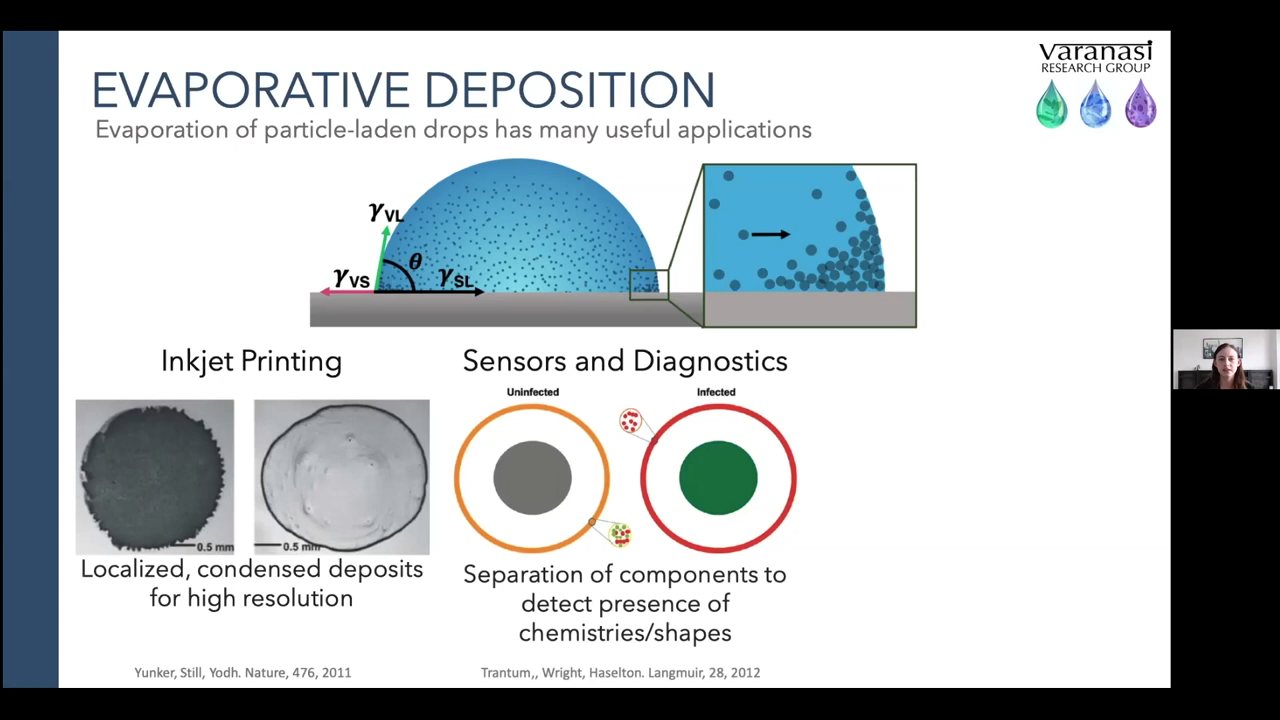 varanasi
RESEARCH GROUP
EVAPORATIVE DEPOSITION
Evaporation of particle-laden drops has many useful applications
γVL
θ
γVS
γSL
Inkjet Printing
Sensors and Diagnostics
Uninfected
Infected
0.5 mm
0.5 mm
Localized, condensed deposits
for high resolution
Separation of components to
detect presence of
chemistries/shapes
Yunker, Still, Yodh. Nature, 476, 2011
Trantum,, Wright, Haselton. Langmuir, 28, 2012